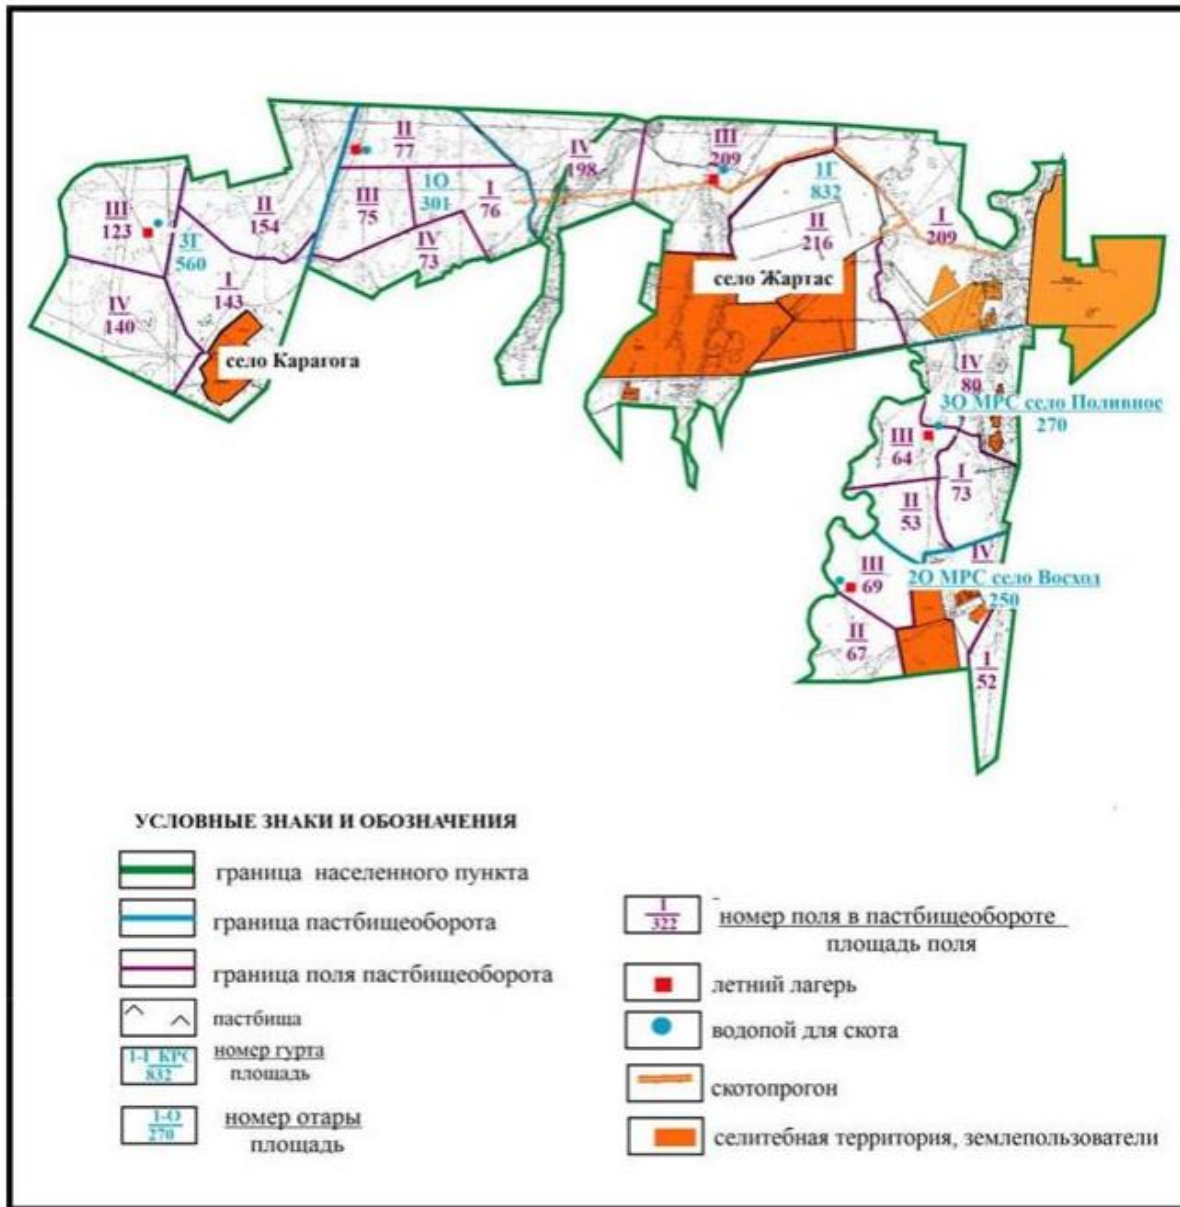 II
77
IV
198
III
209
1Г
832
III
75
1О
301
I
76
III
123
II
154
3Г
560
IV
73
II
216
I
209
I
143
IV
140
село Жартас
село Карагога
IV
80
3О МРС село Поливное
270
III
64
I
73
II
53
IV
III
69
2О МРС село Восход
250
II
67
I
52
УСЛОВНЫЕ ЗНАКИ И ОБОЗНАЧЕНИЯ
граница населенного пункта
граница пастбищеоборота
граница поля пастбищеоборота
пастбища
1-Г КРС
832
номер гурта
площадь
1-О
270
номер отары
площадь
I
322
номер поля в пастбищеобороте
площадь поля
летний лагерь
водопой для скота
скотопрогон
селитебная территория, землепользователи